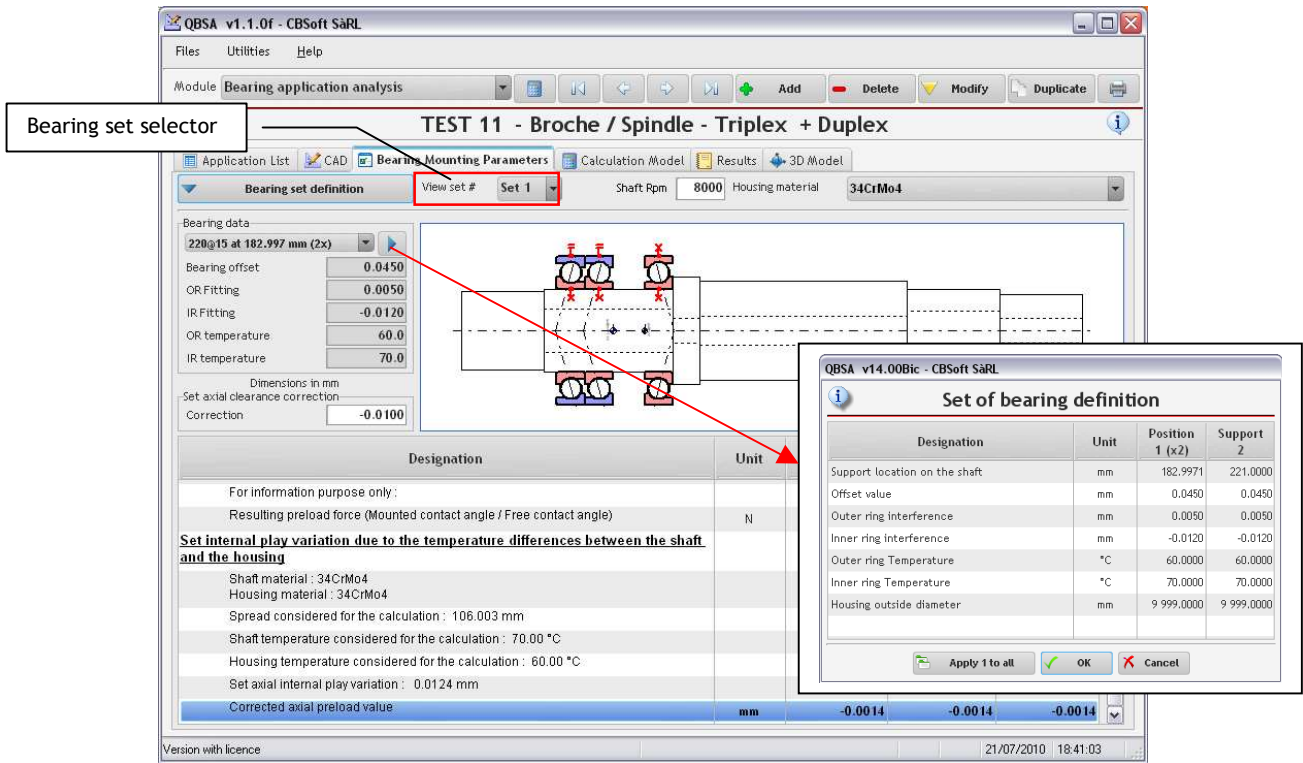 QBSA v1.1.0f - CBSoft SàRL
Files Utilities Help
Module Bearing application analysis Add Delete Modify Duplicate
Bearing set selector
TEST 11 - Broche / Spindle - Triplex + Duplex
Application List CAD Bearing Mounting Parameters Calculation Model Results 3D Model
Bearing set definition View set # Set 1 Shaft Rpm 8000 Housing material 34CrMo4
Bearing data
220@15 at 182.997 mm (2x)
Bearing offset 0.0450
OR Fitting 0.0050
IR Fitting -0.0120
OR temperature 60.0
IR temperature 70.0
Dimensions in mm
Set axial clearance correction
Correction -0.0100
Designation Unit
For information purpose only :
Resulting preload force (Mounted contact angle / Free contact angle) N
Set internal play variation due to the temperature differences between the shaft
and the housing
Shaft material : 34CrMo4
Housing material : 34CrMo4
Spread considered for the calculation : 106.003 mm
Shaft temperature considered for the calculation : 70.00 °C
Housing temperature considered for the calculation : 60.00 °C
Set axial internal play variation : 0.0124 mm
Corrected axial preload value mm -0.0014 -0.0014 -0.0014
Version with licence 21/07/2010 18:41:03
QBSA v14.00Bic - CBSoft SàRL
Set of bearing definition
Designation Unit Position 1 (x2) Support 2
Support location on the shaft mm 182.9971 221.0000
Offset value mm 0.0450 0.0450
Outer ring interference mm 0.0050 0.0050
Inner ring interference mm -0.0120 -0.0120
Outer ring Temperature °C 60.0000 60.0000
Inner ring Temperature °C 70.0000 70.0000
Housing outside diameter mm 9 999.0000 9 999.0000
Apply 1 to all OK Cancel